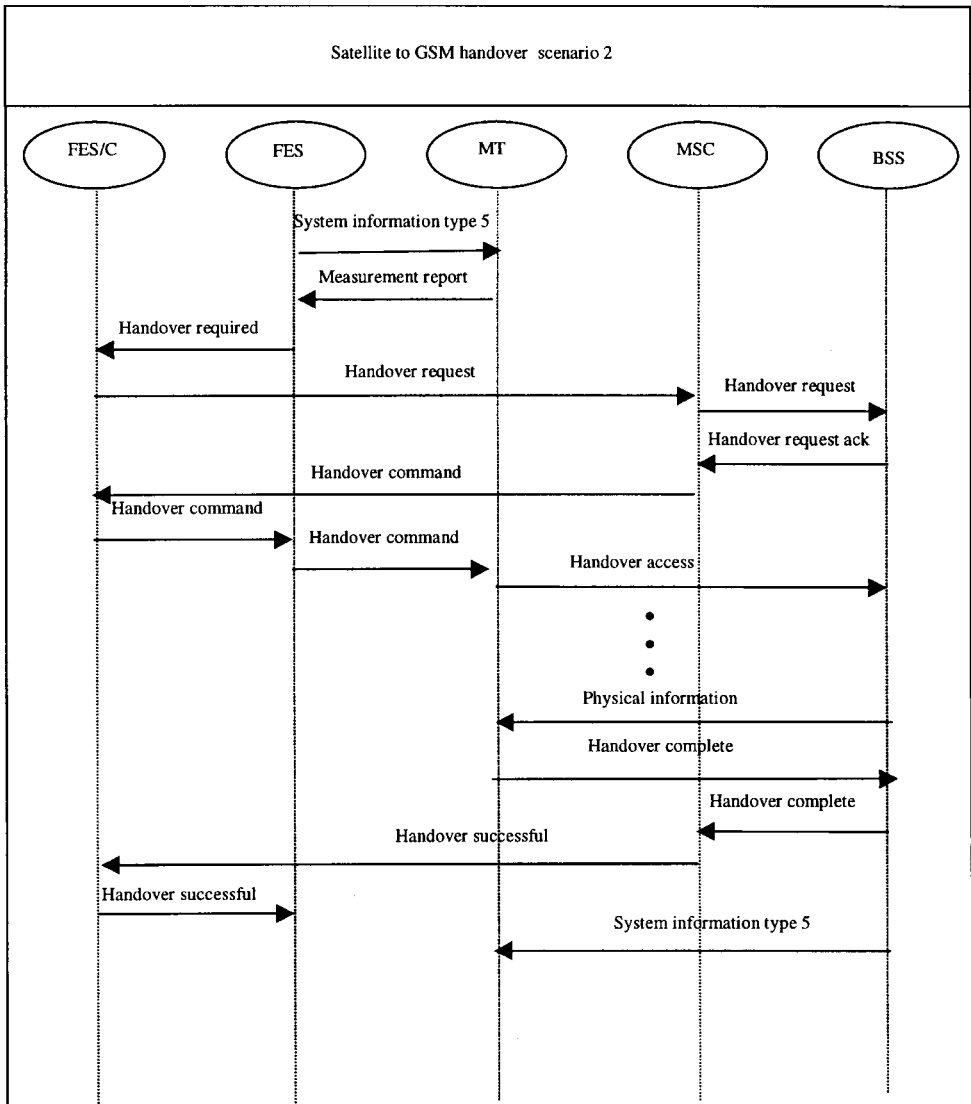 Satellite to GSM handover scenario 2
FES/C
FES
MT
MSC
BSS
System information type 5
Measurement report
Handover required
Handover request
Handover request
Handover request ack
Handover command
Handover command
Handover command
Handover access
Physical information
Handover complete
Handover complete
Handover successful
Handover successful
System information type 5